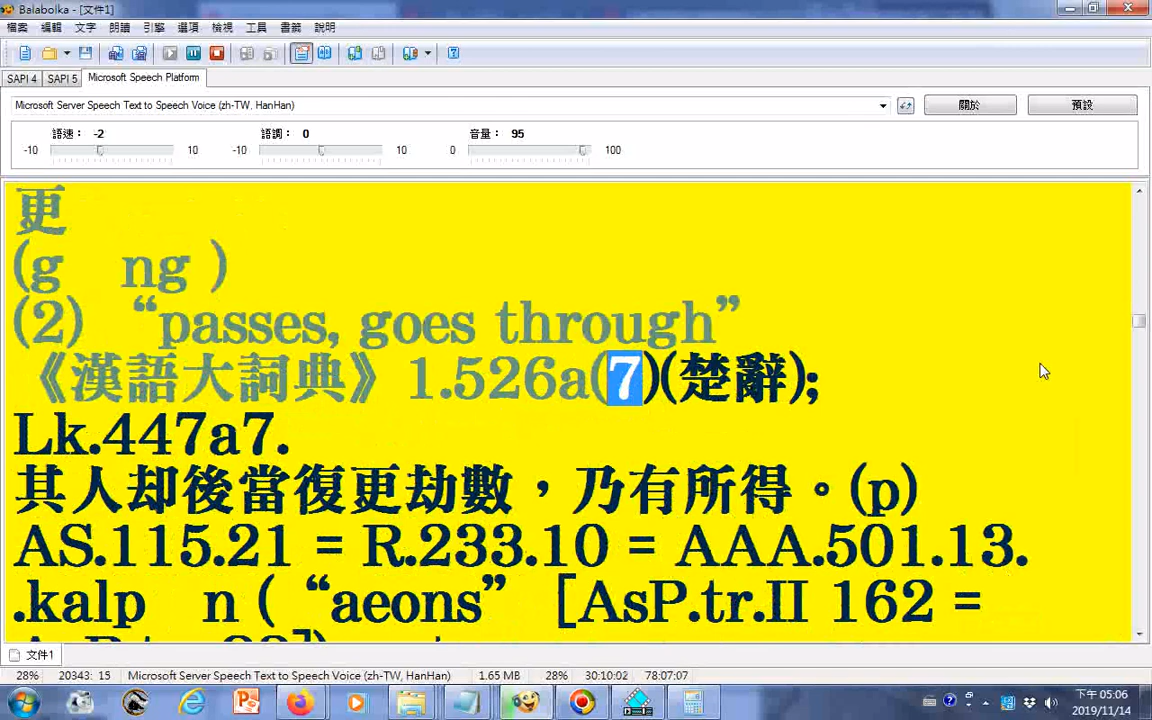 Balabolka - [文件1]
檔案 編輯 文字 朗讀 引擎 選項 檢視 工具 書籤 說明
SAPI 4 SAPI 5 Microsoft Speech Platform
Microsoft Server Speech Text to Speech Voice (zh-TW, HanHan) 關於 預設
語速： -2 語調： 0 音量： 95
-10 10 -10 10 0 100
更
(g ng )
(2) “passes, goes through”
《漢語大詞典》 1.526a(7)(楚辭);
Lk.447a7.
其人却後當復更劫數，乃有所得。(p)
AS.115.21 = R.233.10 = AAA.501.13.
.kalp n ( “aeons” [AsP.tr.II 162 =
文件1
28% 20343: 15 Microsoft Server Speech Text to Speech Voice (zh-TW, HanHan) 1.65 MB 28% 30:10:02 78:07:07
下午 05:06
2019/11/14